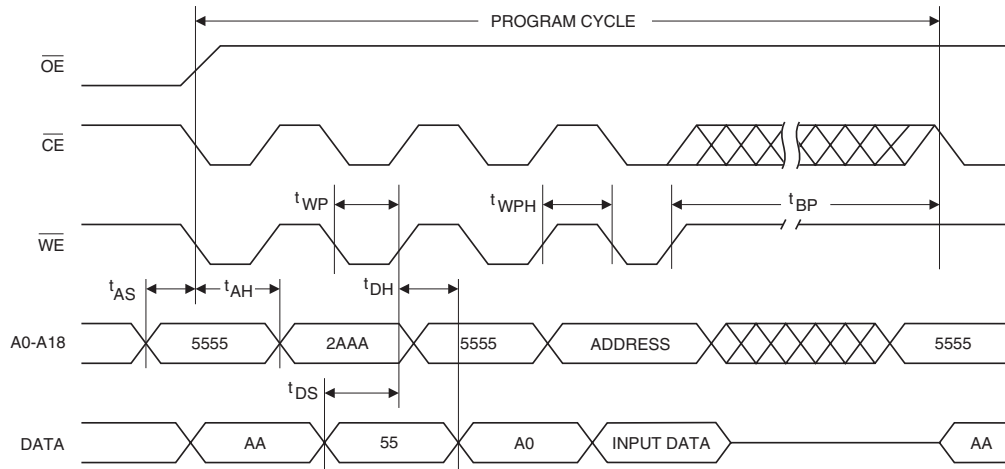 PROGRAM CYCLE
OE
CE
tWP
tWPH
tBP
WE
tAS
tAH
tDH
A0-A18
5555
2AAA
5555
ADDRESS
5555
tDS
DATA
AA
55
A0
INPUT DATA
AA